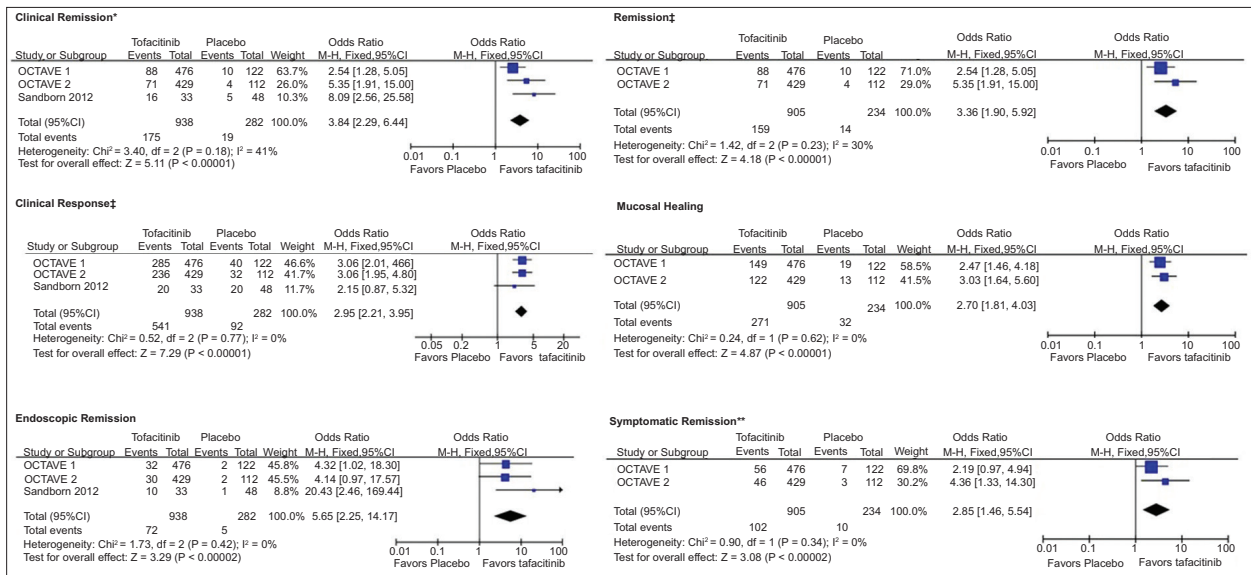 Clinical Remission*
Tofacitinib Placebo Odds Ratio Odds Ratio
Study or Subgroup Events Total Events Total Weight M-H, Fixed,95%CI M-H, Fixed,95%CI
OCTAVE 1 88 476 10 122 63.7% 2.54 [1.28, 5.05]
OCTAVE 2 71 429 4 112 26.0% 5.35 [1.91, 15.00]
Sandborn 2012 16 33 5 48 10.3% 8.09 [2.56, 25.58]
Total (95%CI) 938 282 100.0% 3.84 [2.29, 6.44]
Total events 175 19
Heterogeneity: Chi² = 3.40, df = 2 (P = 0.18); I² = 41%
Test for overall effect: Z = 5.11 (P < 0.00001)
0.01 0.1 1 10 100
Favors Placebo Favors tafacitinib
Remission‡
Tofacitinib Placebo Odds Ratio Odds Ratio
Study or Subgroup Events Total Events Total Weight M-H, Fixed,95%CI M-H, Fixed,95%CI
OCTAVE 1 88 476 10 122 71.0% 2.54 [1.28, 5.05]
OCTAVE 2 71 429 4 112 29.0% 5.35 [1.91, 15.00]
Total (95%CI) 905 234 100.0% 3.36 [1.90, 5.92]
Total events 159 14
Heterogeneity: Chi² = 1.42, df = 2 (P = 0.23); I² = 30%
Test for overall effect: Z = 4.18 (P < 0.00001)
0.01 0.1 1 10 100
Favors Placebo Favors tafacitinib
Clinical Response‡
Tofacitinib Placebo Odds Ratio Odds Ratio
Study or Subgroup Events Total Events Total Weight M-H, Fixed,95%CI M-H, Fixed,95%CI
OCTAVE 1 285 476 40 122 46.6% 3.06 [2.01, 466]
OCTAVE 2 236 429 32 112 41.7% 3.06 [1.95, 4.80]
Sandborn 2012 20 33 20 48 11.7% 2.15 [0.87, 5.32]
Total (95%CI) 938 282 100.0% 2.95 [2.21, 3.95]
Total events 541 92
Heterogeneity: Chi² = 0.52, df = 2 (P = 0.77); I² = 0%
Test for overall effect: Z = 7.29 (P < 0.00001)
0.05 0.2 1 5 20
Favors Placebo Favors tafacitinib
Mucosal Healing
Tofacitinib Placebo Odds Ratio Odds Ratio
Study or Subgroup Events Total Events Total Weight M-H, Fixed,95%CI M-H, Fixed,95%CI
OCTAVE 1 149 476 19 122 58.5% 2.47 [1.46, 4.18]
OCTAVE 2 122 429 13 112 41.5% 3.03 [1.64, 5.60]
Total (95%CI) 905 234 100.0% 2.70 [1.81, 4.03]
Total events 271 32
Heterogeneity: Chi² = 0.24, df = 1 (P = 0.62); I² = 0%
Test for overall effect: Z = 4.87 (P < 0.00001)
0.01 0.1 1 10 100
Favors Placebo Favors tafacitinib
Endoscopic Remission
Tofacitinib Placebo Odds Ratio Odds Ratio
Study or Subgroup Events Total Events Total Weight M-H, Fixed,95%CI M-H, Fixed,95%CI
OCTAVE 1 32 476 2 122 45.8% 4.32 [1.02, 18.30]
OCTAVE 2 30 429 2 112 45.5% 4.14 [0.97, 17.57]
Sandborn 2012 10 33 1 48 8.8% 20.43 [2.46, 169.44]
Total (95%CI) 938 282 100.0% 5.65 [2.25, 14.17]
Total events 72 5
Heterogeneity: Chi² = 1.73, df = 2 (P = 0.42); I² = 0%
Test for overall effect: Z = 3.29 (P < 0.00002)
0.01 0.1 1 10 100
Favors Placebo Favors tafacitinib
Symptomatic Remission**
Tofacitinib Placebo Odds Ratio Odds Ratio
Study or Subgroup Events Total Events Total Weight M-H, Fixed,95%CI M-H, Fixed,95%CI
OCTAVE 1 56 476 7 122 69.8% 2.19 [0.97, 4.94]
OCTAVE 2 46 429 3 112 30.2% 4.36 [1.33, 14.30]
Total (95%CI) 905 234 100.0% 2.85 [1.46, 5.54]
Total events 102 10
Heterogeneity: Chi² = 0.90, df = 1 (P = 0.34); I² = 0%
Test for overall effect: Z = 3.08 (P < 0.00002)
0.01 0.1 1 10 100
Favors Placebo Favors tafacitinib